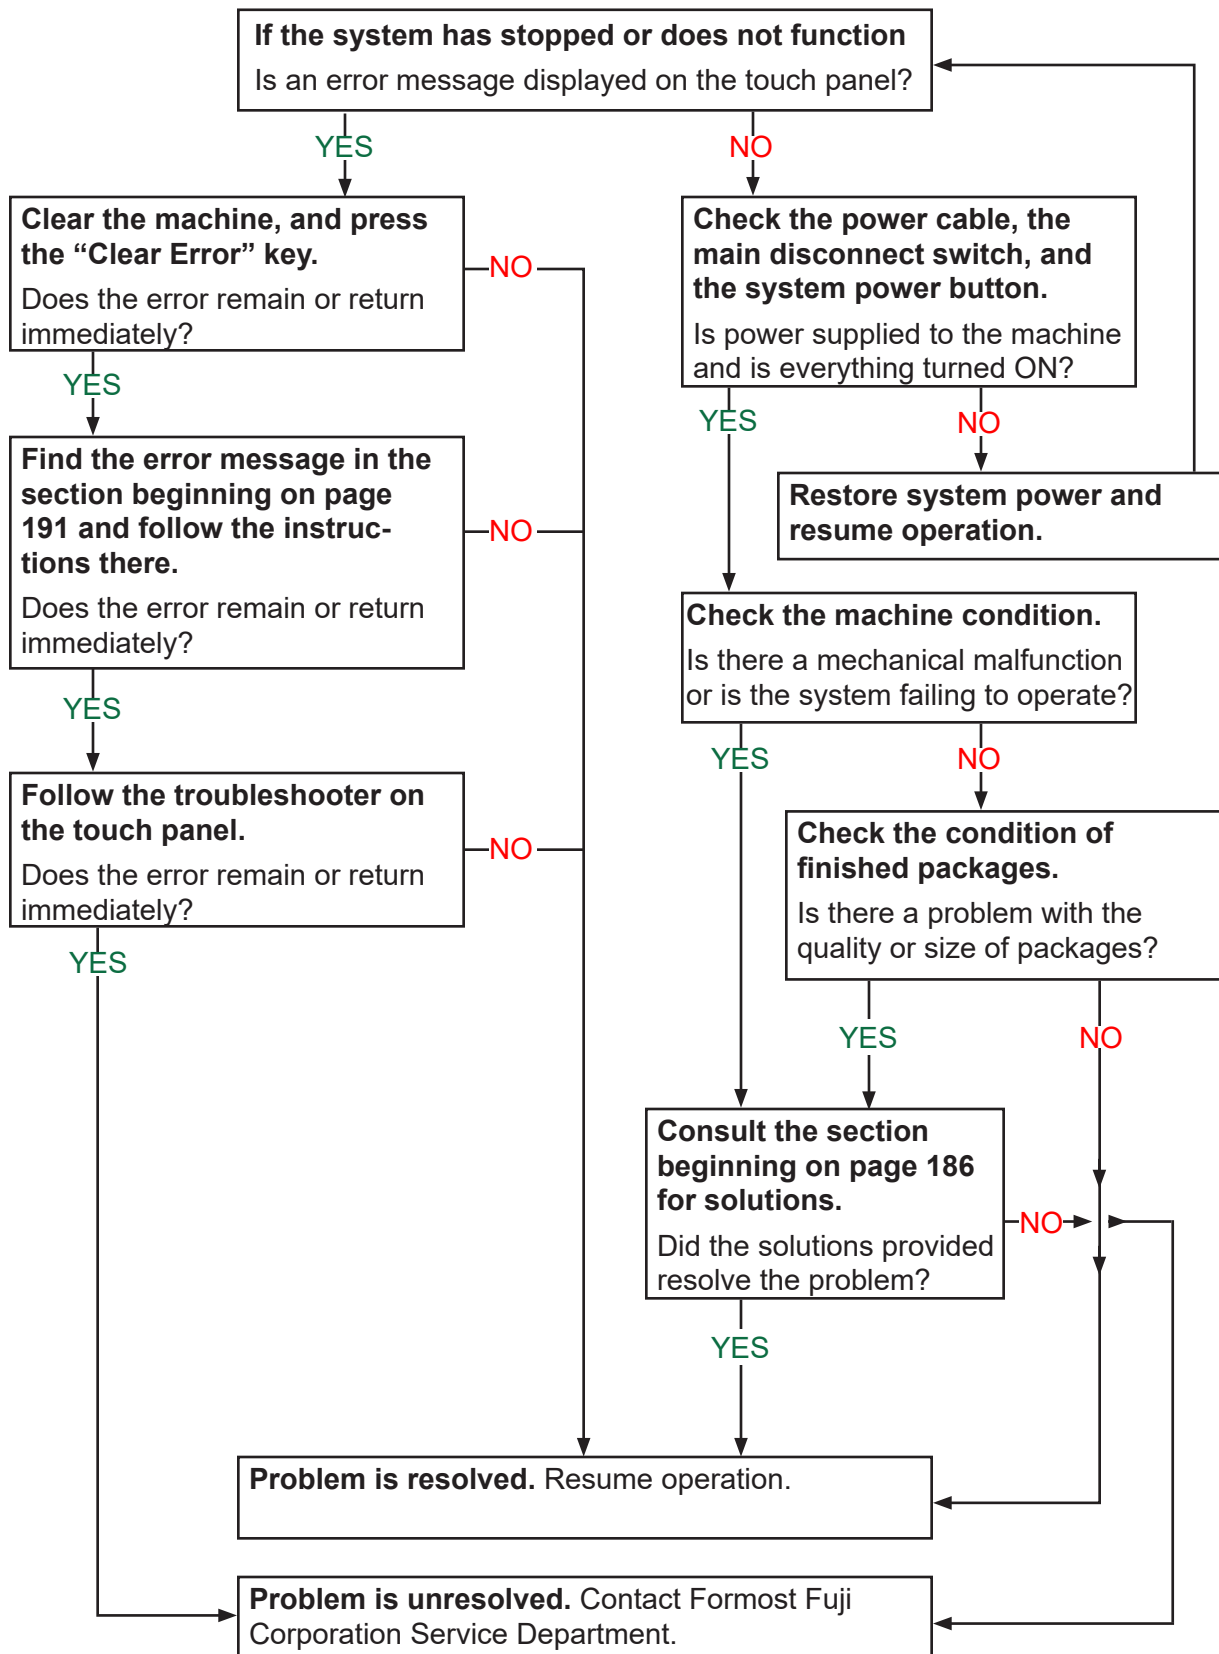 If the system has stopped or does not function
Is an error message displayed on the touch panel?
YES
NO
Clear the machine, and press
the “Clear Error” key.
Does the error remain or return
immediately?
NO
YES
Find the error message in the
section beginning on page
191 and follow the instruc-
tions there.
Does the error remain or return
immediately?
NO
YES
Follow the troubleshooter on
the touch panel.
Does the error remain or return
immediately?
NO
YES
Check the power cable, the
main disconnect switch, and
the system power button.
Is power supplied to the machine
and is everything turned ON?
YES
NO
Restore system power and
resume operation.
Check the machine condition.
Is there a mechanical malfunction
or is the system failing to operate?
YES
NO
Check the condition of
finished packages.
Is there a problem with the
quality or size of packages?
YES
NO
Consult the section
beginning on page 186
for solutions.
Did the solutions provided
resolve the problem?
NO
YES
Problem is resolved. Resume operation.
Problem is unresolved. Contact Formost Fuji
Corporation Service Department.